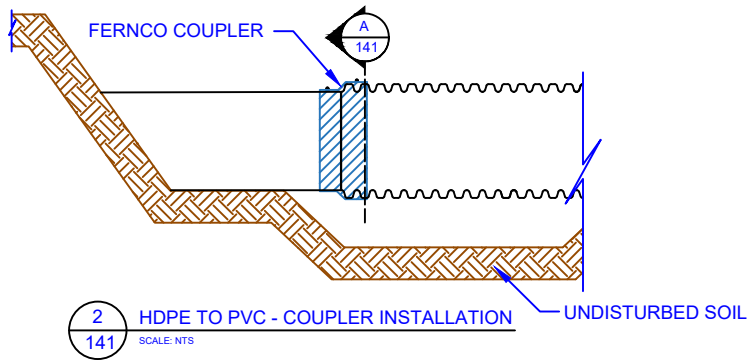 FERNCO COUPLER
A
141
UNDISTURBED SOIL
2
141
HDPE TO PVC - COUPLER INSTALLATION
SCALE: NTS